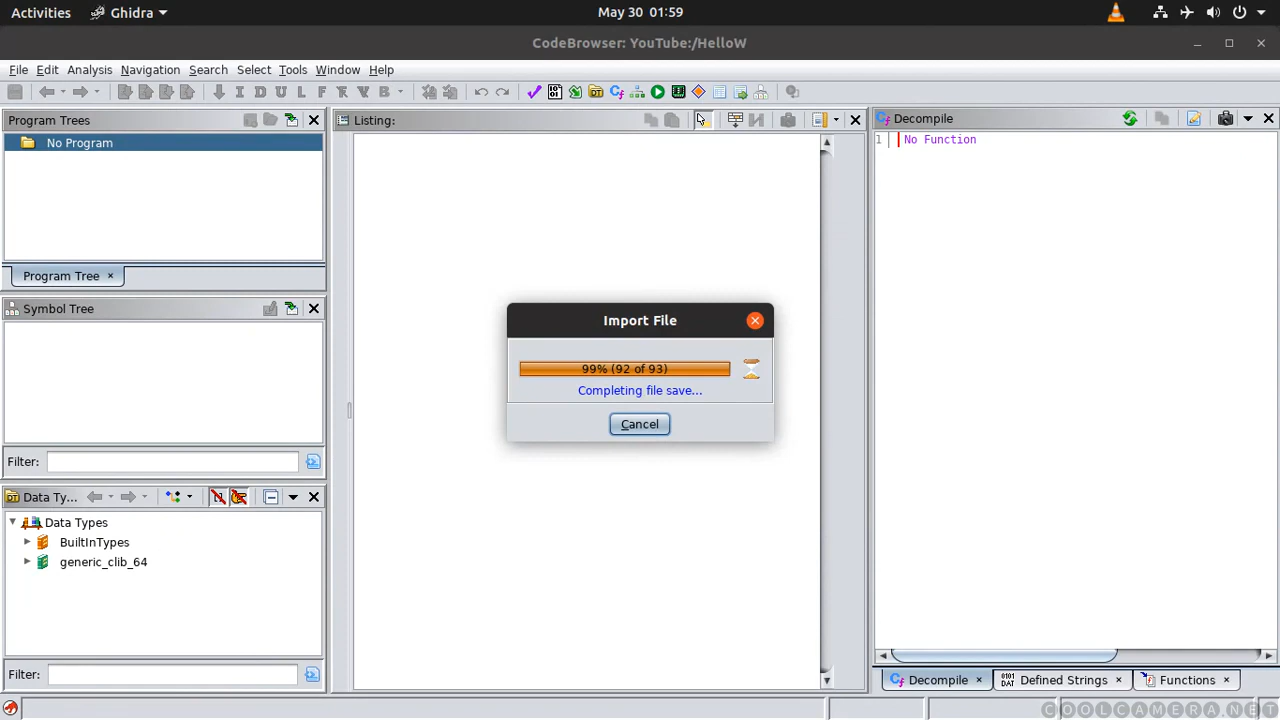 Activities Ghidra May 30 01:59
CodeBrowser: YouTube:/HelloW
File Edit Analysis Navigation Search Select Tools Window Help
I D U L F B
Program Trees
No Program
Program Tree
Symbol Tree
Filter:
Data Ty...
Data Types
BuiltInTypes
generic_clib_64
Filter:
Listing:
Import File
99% (92 of 93)
Completing file save...
Cancel
Decompile
1 No Function
Decompile Defined Strings Functions
COOLCAMERA.NET